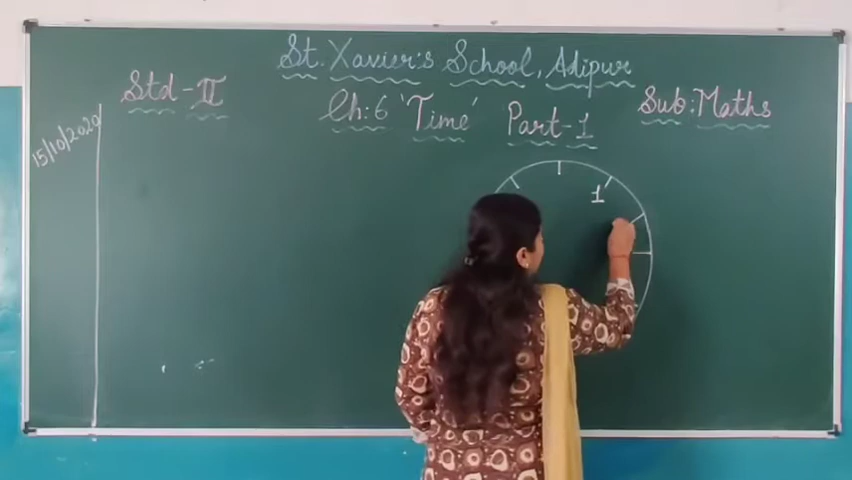 St. Xavier's School, Adipur
Std - II
Ch: 6 'Time' Part - 1
Sub: Maths
15/10/2020
1